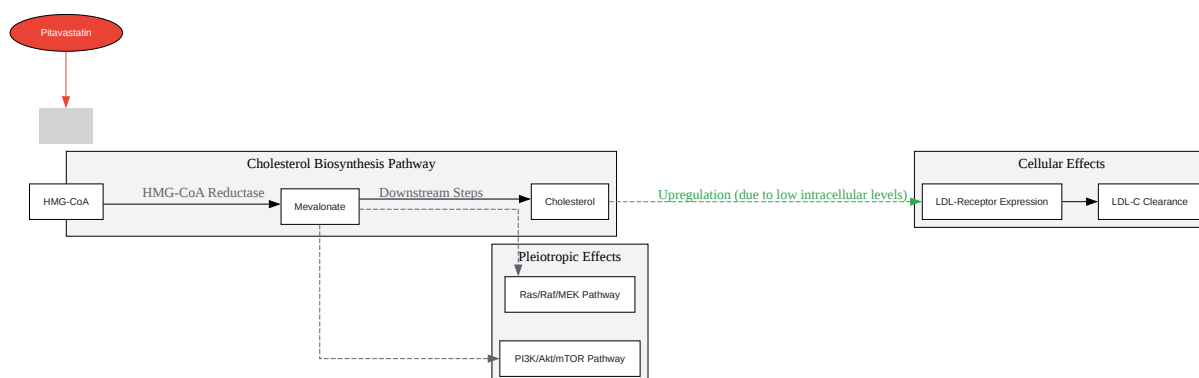 Pitavastatin
Cholesterol Biosynthesis Pathway
Cellular Effects
HMG-CoA
HMG-CoA Reductase
Mevalonate
Downstream Steps
Cholesterol
Upregulation (due to low intracellular levels)
LDL-Receptor Expression
LDL-C Clearance
Pleiotropic Effects
Ras/Raf/MEK Pathway
PI3K/Akt/mTOR Pathway